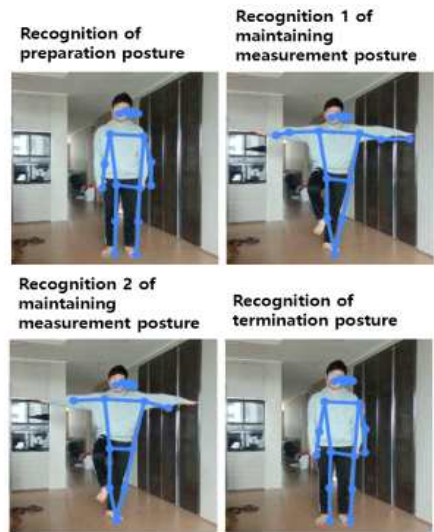 Recognition of
preparation posture
Recognition 1 of
maintaining
measurement posture
Recognition 2 of
maintaining
measurement posture
Recognition of
termination posture